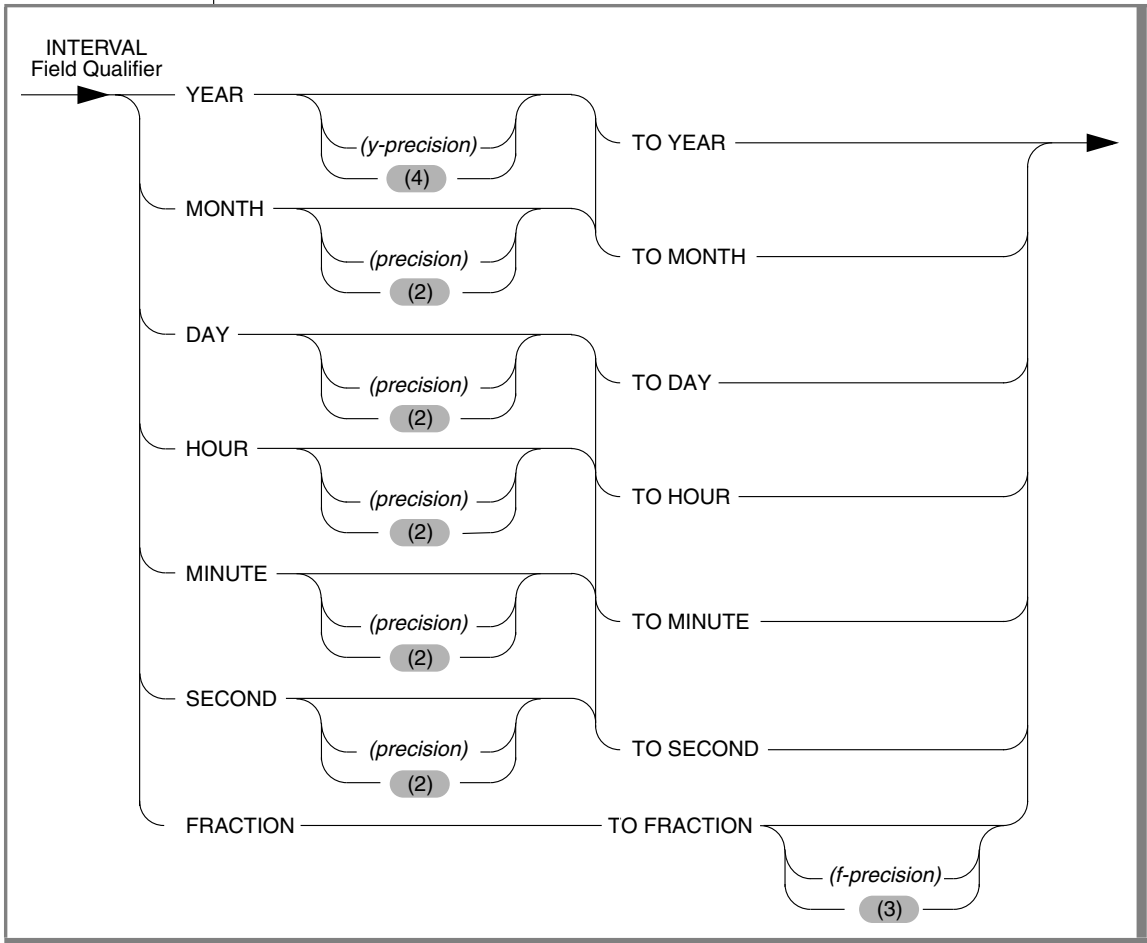 INTERVAL
Field Qualifier
YEAR
(y-precision)
(4)
TO YEAR
MONTH
(precision)
(2)
TO MONTH
DAY
(precision)
(2)
TO DAY
HOUR
(precision)
(2)
TO HOUR
MINUTE
(precision)
(2)
TO MINUTE
SECOND
(precision)
(2)
TO SECOND
FRACTION
TO FRACTION
(f-precision)
(3)